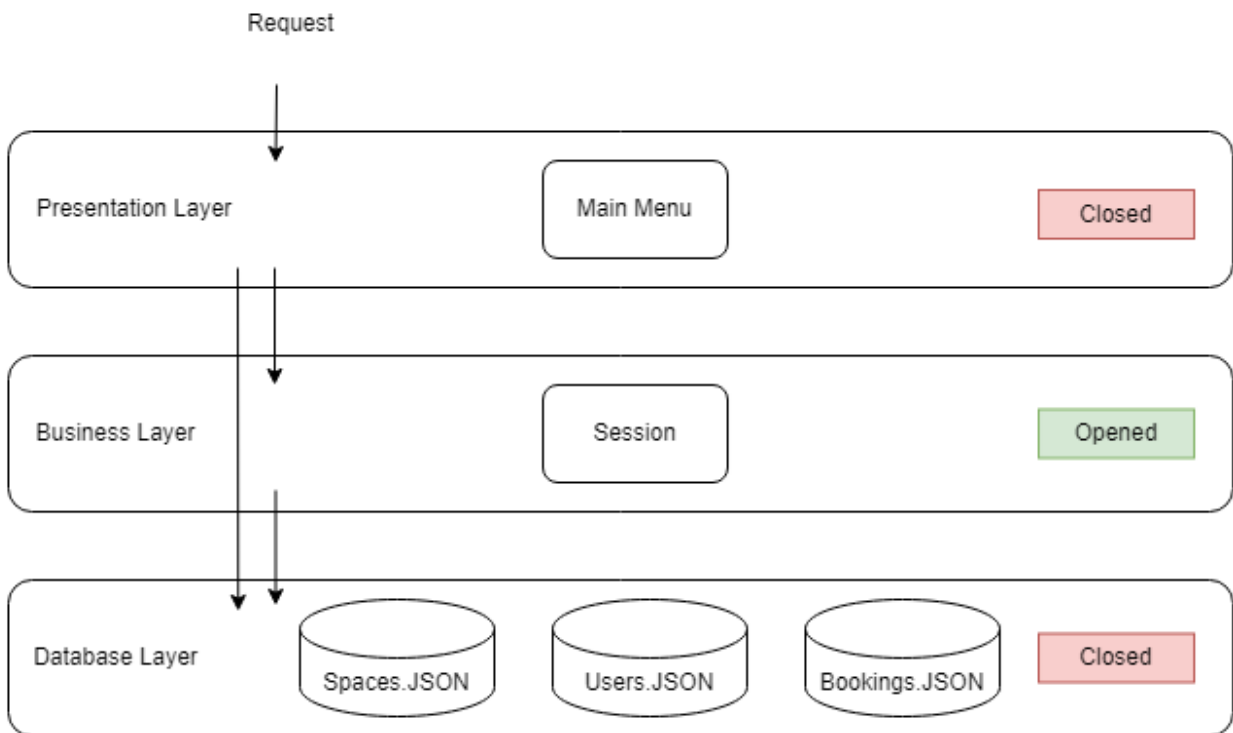 Request
Presentation Layer
Main Menu
Closed
Business Layer
Session
Opened
Database Layer
Spaces.JSON
Users.JSON
Bookings.JSON
Closed